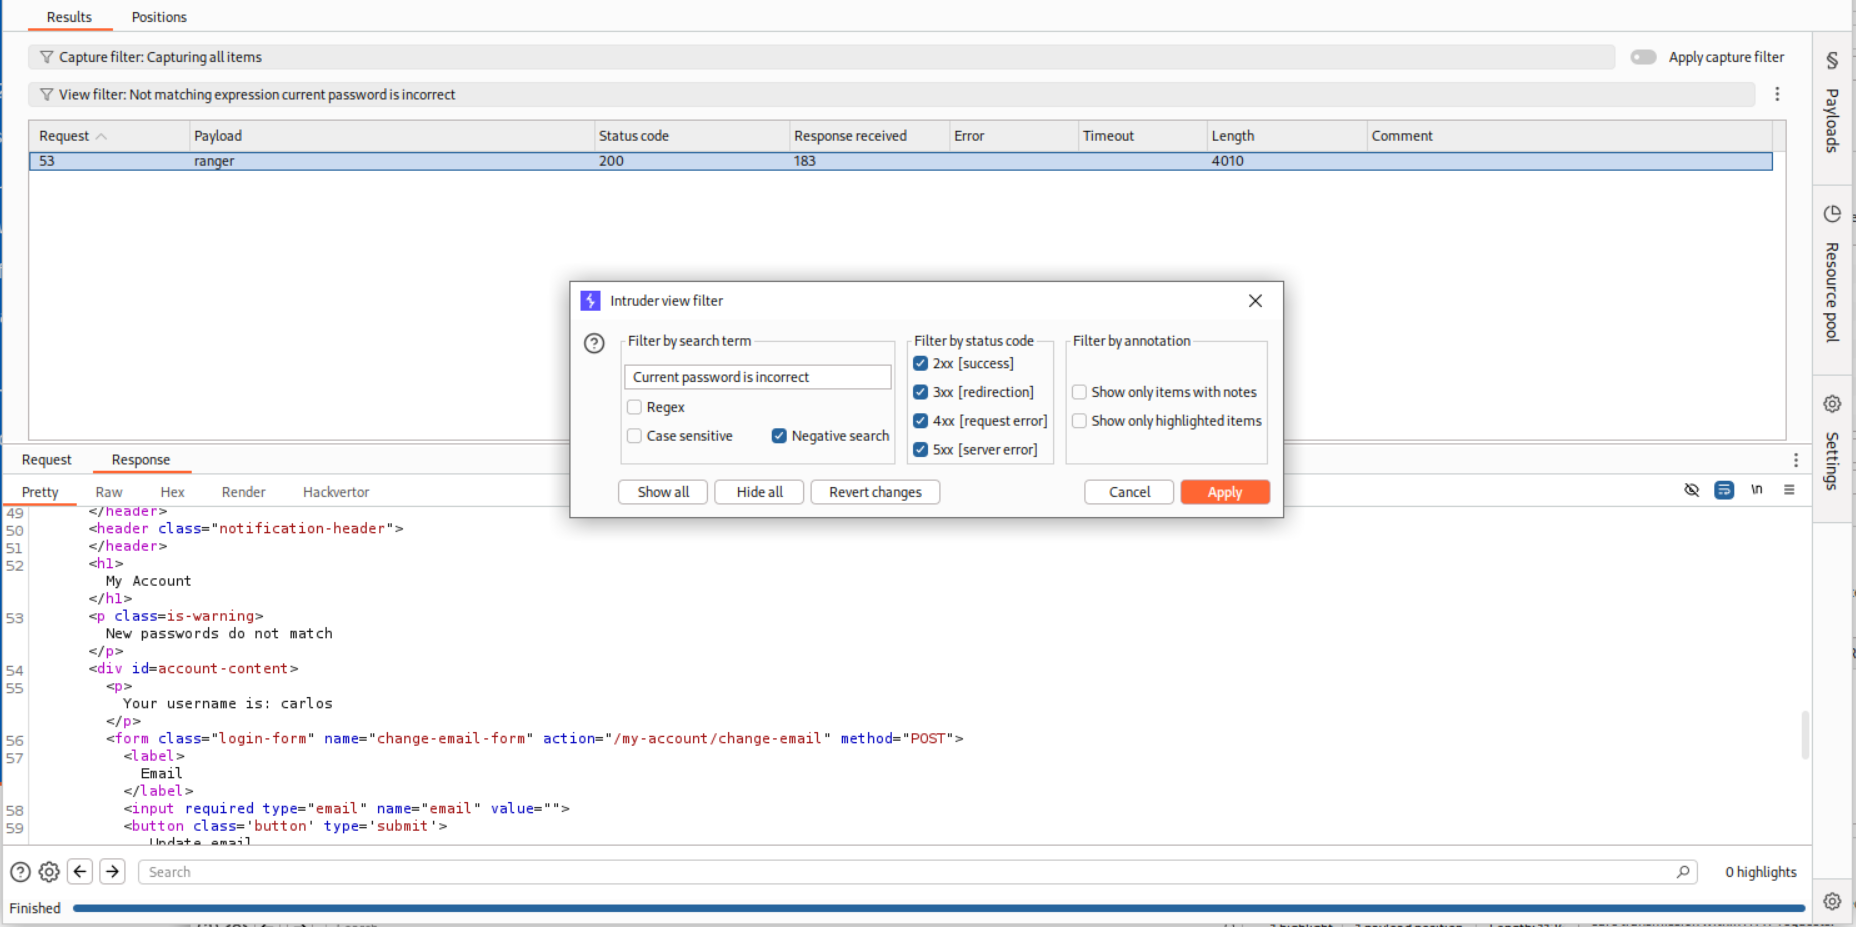 Results Positions
Capture filter: Capturing all items
Apply capture filter
View filter: Not matching expression current password is incorrect
Request Payload Status code Response received Error Timeout Length Comment
53 ranger 200 183 4010
Payloads
Resource pool
Settings
Intruder view filter
Filter by search term
Current password is incorrect
Regex
Case sensitive Negative search
Filter by status code
2xx [success]
3xx [redirection]
4xx [request error]
5xx [server error]
Filter by annotation
Show only items with notes
Show only highlighted items
Show all Hide all Revert changes Cancel Apply
Request Response
Pretty Raw Hex Render Hackvertor
\n
49 </header>
50 <header class="notification-header">
51 </header>
52 <h1>
My Account
</h1>
53 <p class=is-warning>
New passwords do not match
</p>
54 <div id=account-content>
55 <p>
Your username is: carlos
</p>
56 <form class="login-form" name="change-email-form" action="/my-account/change-email" method="POST">
57 <label>
Email
</label>
58 <input required type="email" name="email" value="">
59 <button class='button' type='submit'>
Update email
Search
0 highlights
Finished